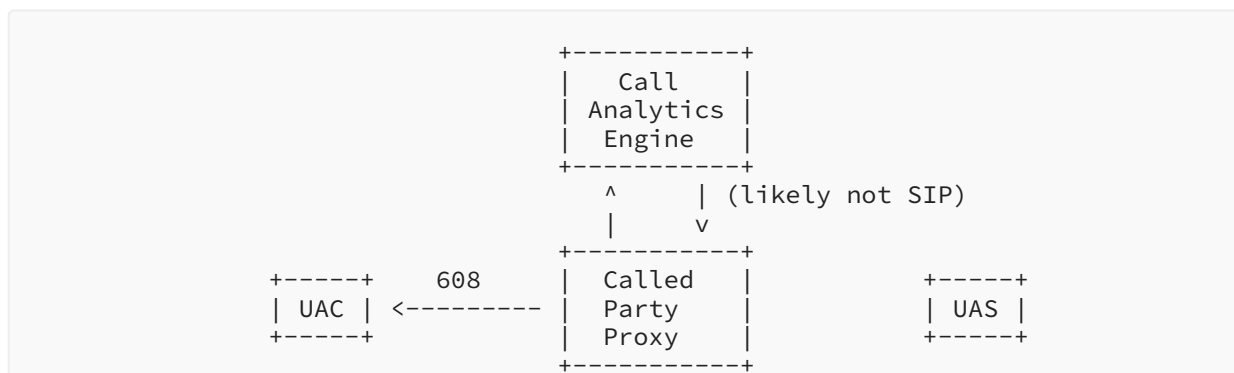 +-----------+
                    |   Call    |
                    | Analytics |
                    |  Engine   |
                    +-----------+
                       ^     | (likely not SIP)
                       |     v
                    +-----------+
 +-----+    608     |  Called   |           +-----+
 | UAC | <--------- |  Party    |           | UAS |
 +-----+            |  Proxy    |           +-----+
                    +-----------+